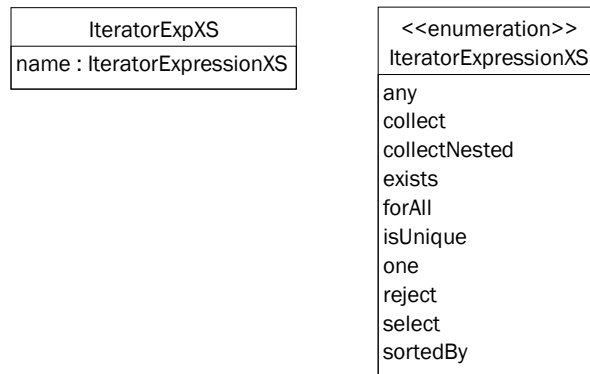 IteratorExpXS
name : IteratorExpressionXS
<<enumeration>>
IteratorExpressionXS
any
collect
collectNested
exists
forAll
isUnique
one
reject
select
sortedBy